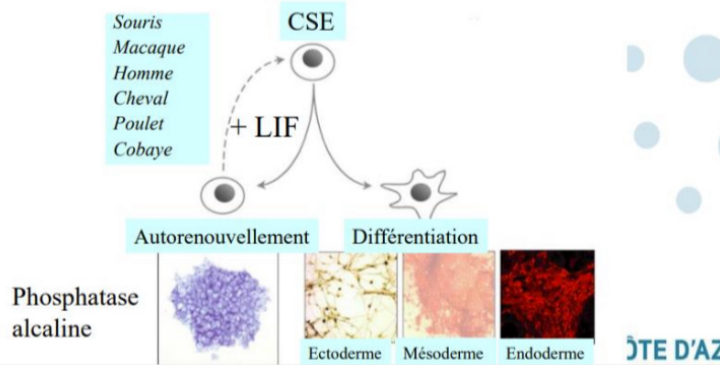 Souris
Macaque
Homme
Cheval
Poulet
Cobaye
CSE
+ LIF
Autorenouvellement
Différentiation
Phosphatase
alcaline
Ectoderme
Mésoderme
Endoderme
ÔTE D'AZ